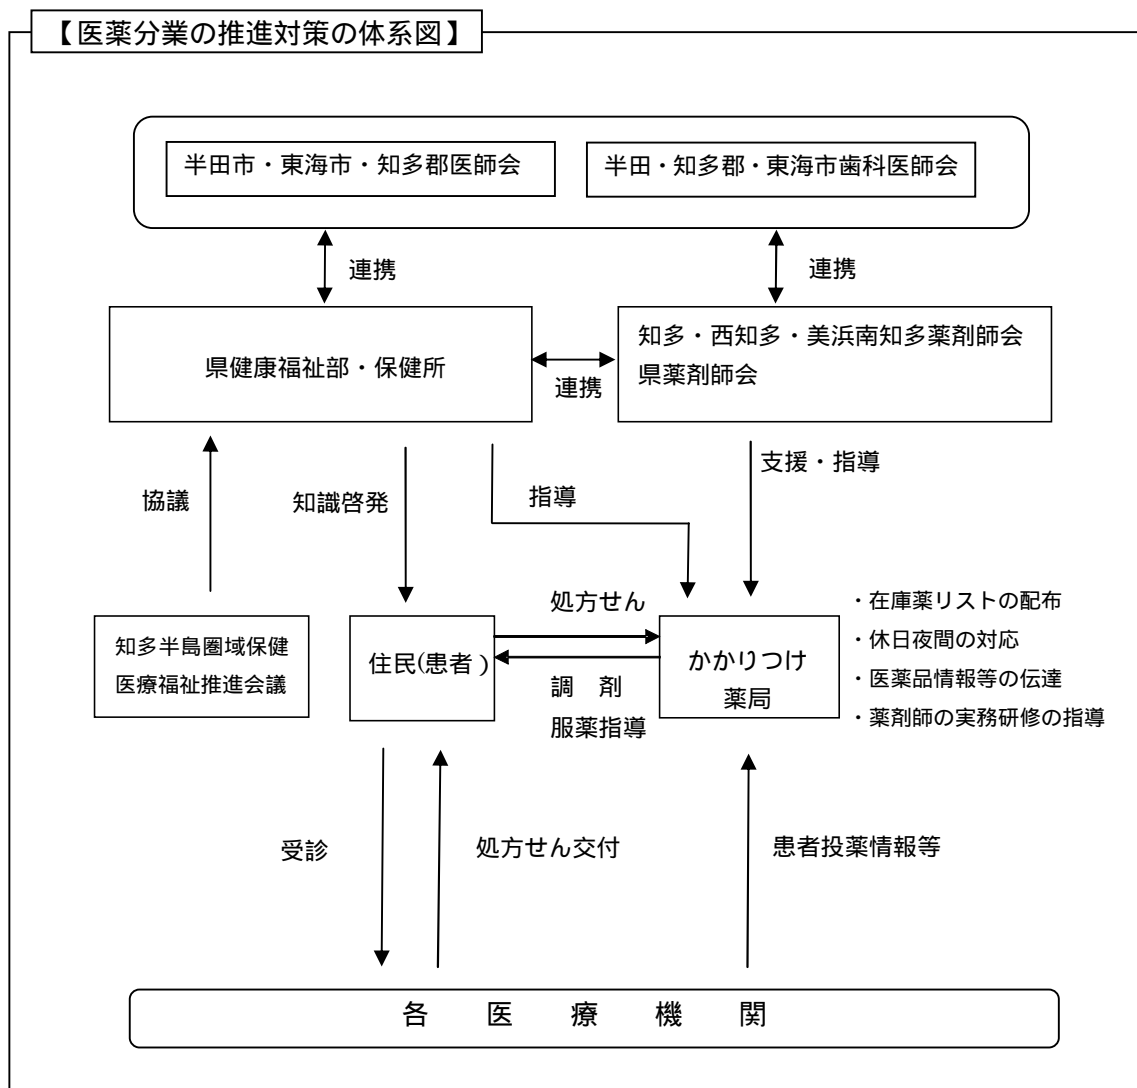 【医薬分業の推進対策の体系図】
半田市・東海市・知多郡医師会
半田・知多郡・東海市歯科医師会
連携
連携
県健康福祉部・保健所
連携
知多・西知多・美浜南知多薬剤師会
県薬剤師会
協議
知識啓発
指導
支援・指導
知多半島圏域保健
医療福祉推進会議
住民(患者)
処方せん
調　剤
服薬指導
かかりつけ
薬局
・在庫薬リストの配布
・休日夜間の対応
・医薬品情報等の伝達
・薬剤師の実務研修の指導
受診
処方せん交付
患者投薬情報等
各　医　療　機　関